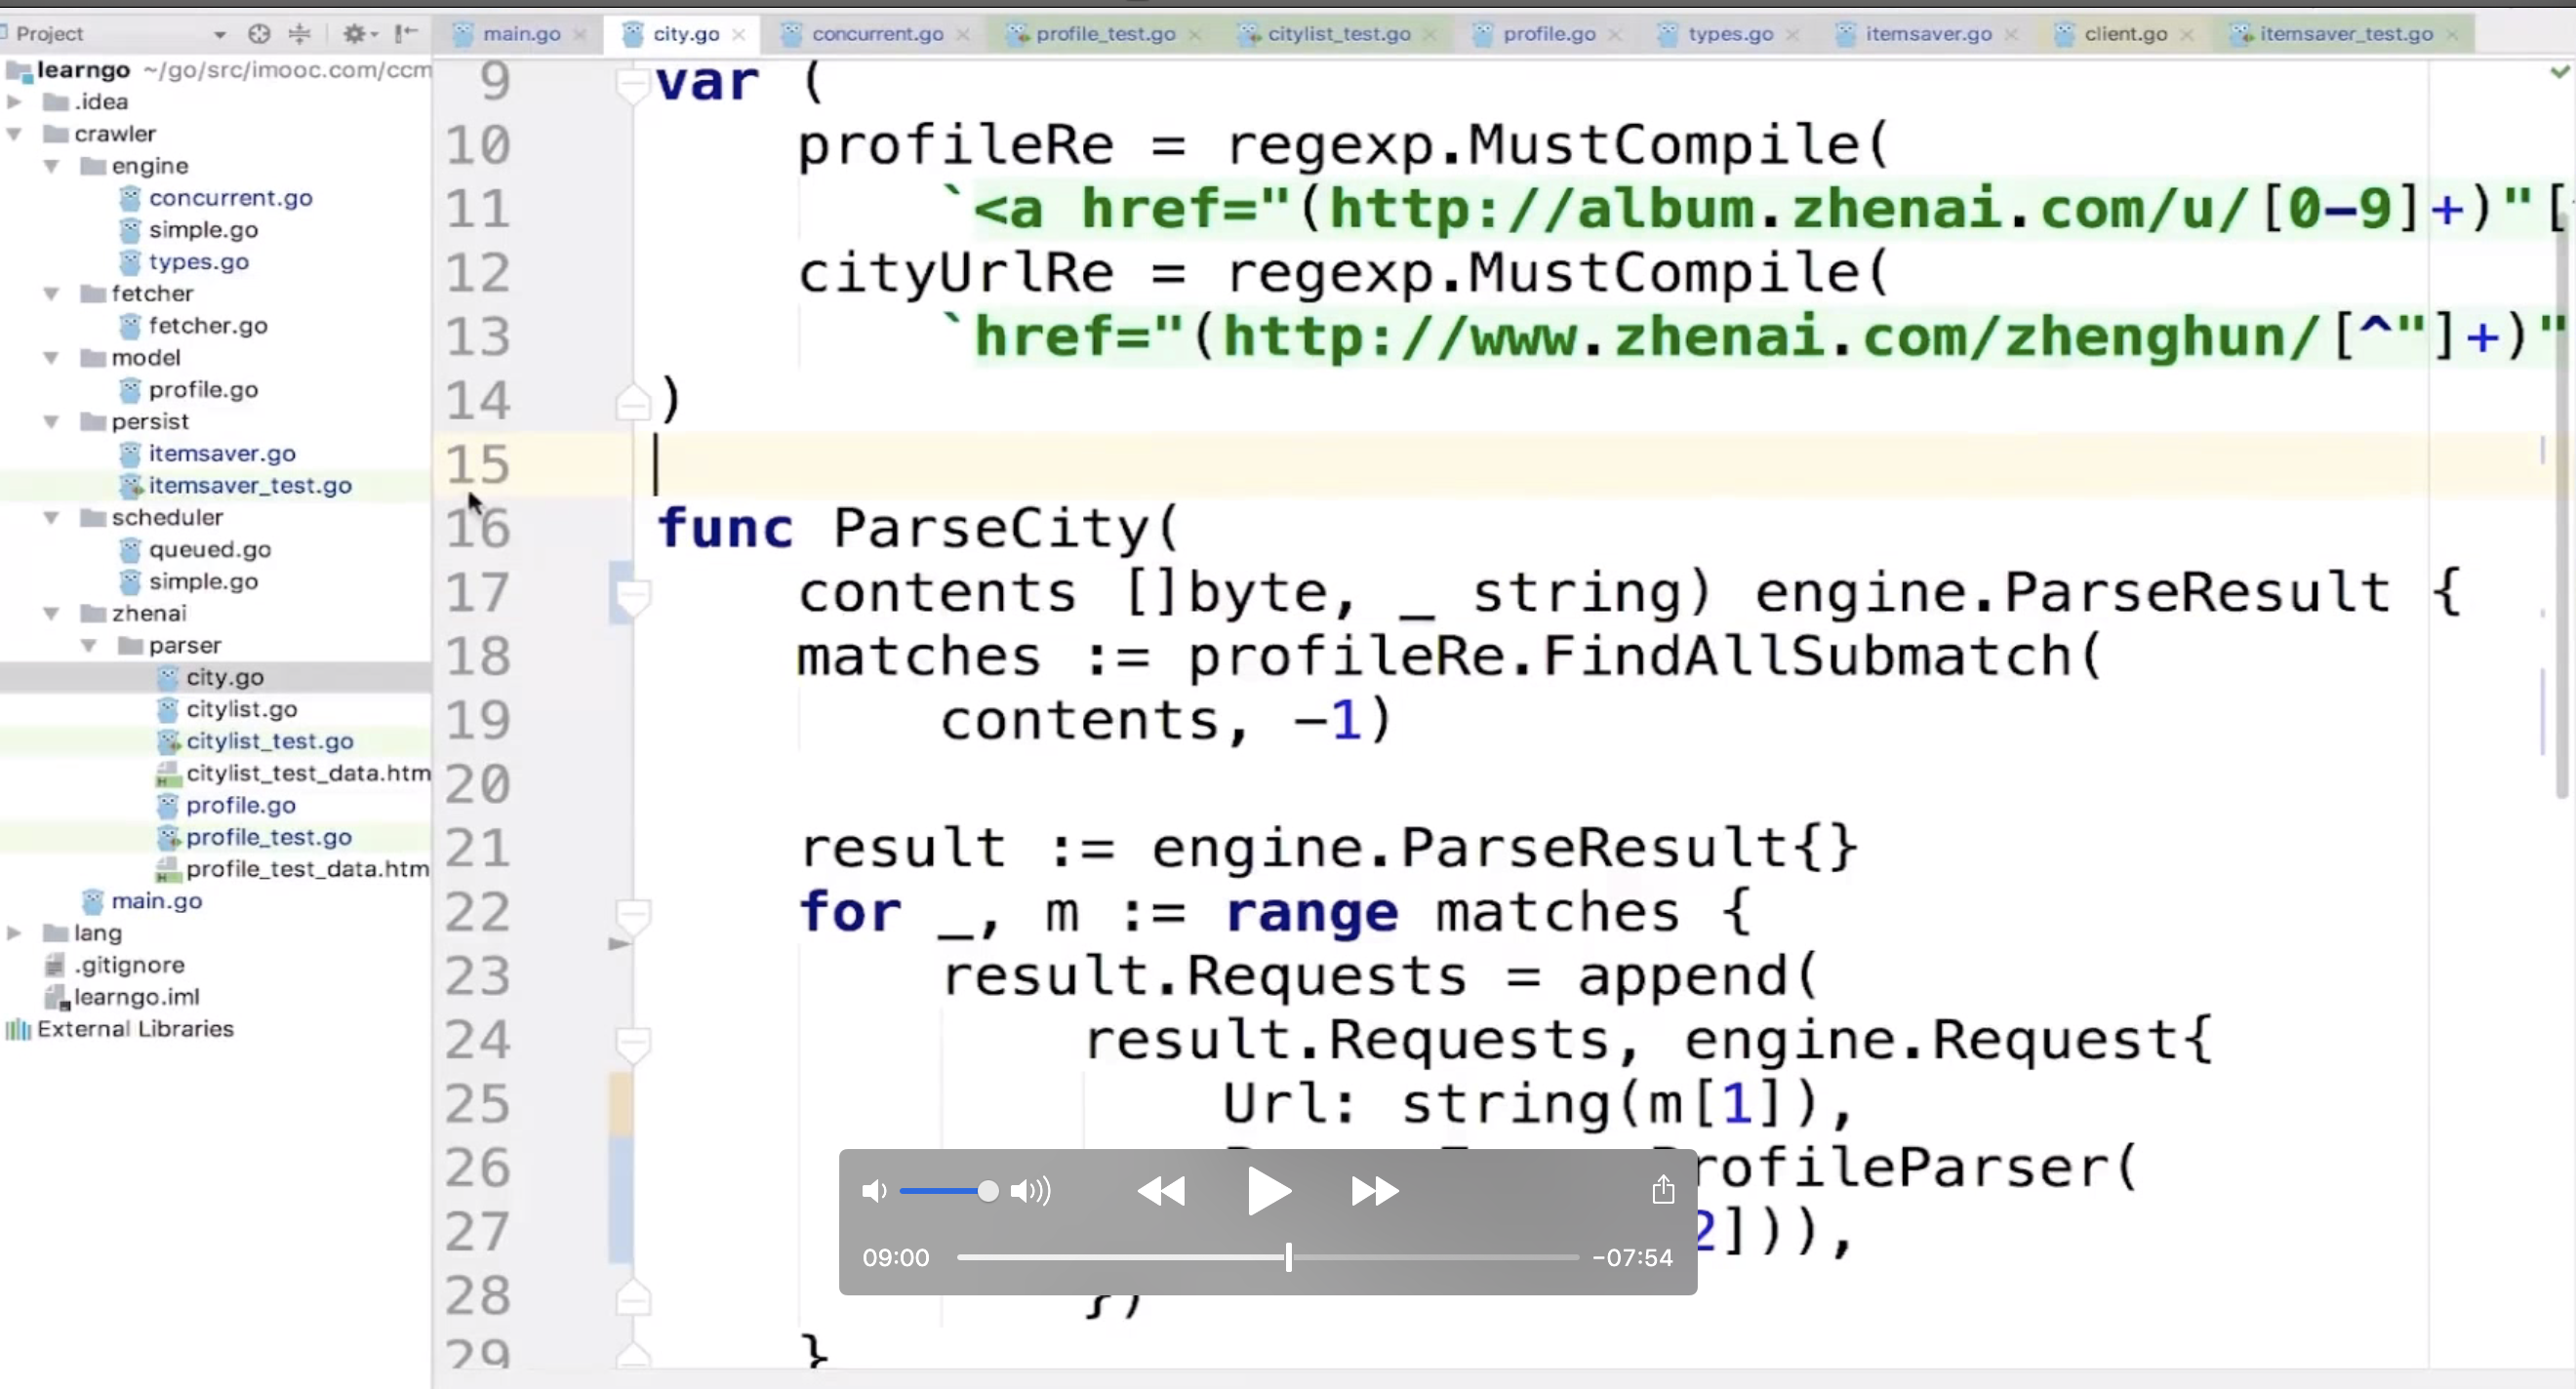 Project
main.go
city.go
concurrent.go
profile_test.go
citylist_test.go
profile.go
types.go
itemsaver.go
client.go
itemsaver_test.go
learngo ~/go/src/imooc.com/ccm
.idea
crawler
engine
concurrent.go
simple.go
types.go
fetcher
fetcher.go
model
profile.go
persist
itemsaver.go
itemsaver_test.go
scheduler
queued.go
simple.go
zhenai
parser
city.go
citylist.go
citylist_test.go
citylist_test_data.htm
profile.go
profile_test.go
profile_test_data.htm
main.go
lang
.gitignore
learngo.iml
External Libraries
9 var (
10 profileRe = regexp.MustCompile(
11 `<a href="(http://album.zhenai.com/u/[0-9]+)"[
12 cityUrlRe = regexp.MustCompile(
13 `href="(http://www.zhenai.com/zhenghun/[^"]+)"
14 )
15
16 func ParseCity(
17 contents []byte, _ string) engine.ParseResult {
18 matches := profileRe.FindAllSubmatch(
19 contents, -1)
20
21 result := engine.ParseResult{}
22 for _, m := range matches {
23 result.Requests = append(
24 result.Requests, engine.Request{
25 Url: string(m[1]),
26 rofileParser(
27 2])),
28 })
29 }
09:00
-07:54